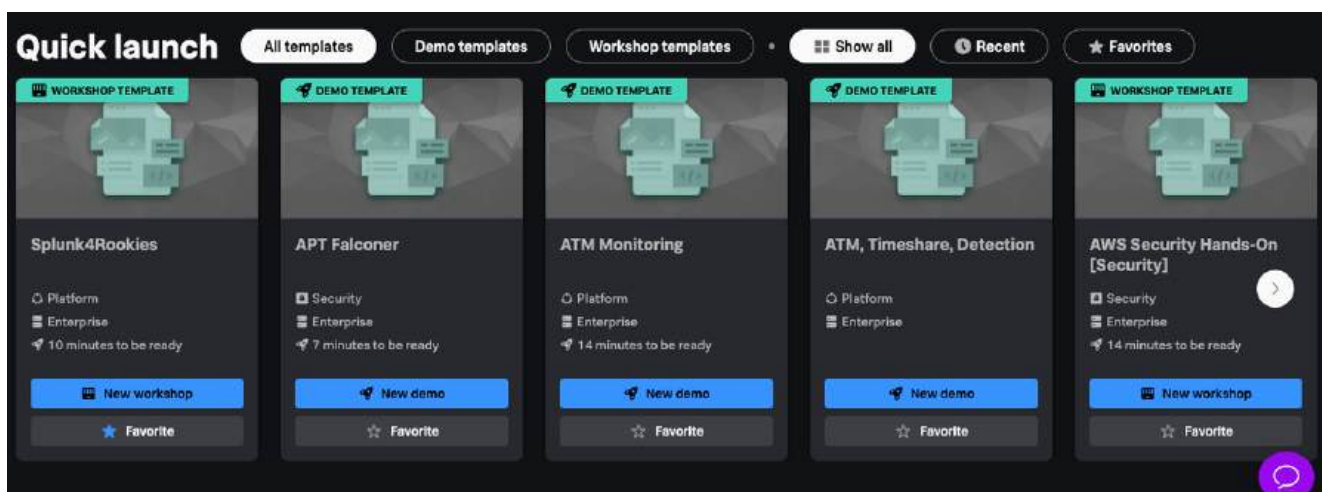 Quick launch
All templates
Demo templates
Workshop templates
Show all
Recent
Favorites
WORKSHOP TEMPLATE
Splunk4Rookies
Platform
Enterprise
10 minutes to be ready
New workshop
Favorite
DEMO TEMPLATE
APT Falconer
Security
Enterprise
7 minutes to be ready
New demo
Favorite
DEMO TEMPLATE
ATM Monitoring
Platform
Enterprise
14 minutes to be ready
New demo
Favorite
DEMO TEMPLATE
ATM, Timeshare, Detection
Platform
Enterprise
New demo
Favorite
WORKSHOP TEMPLATE
AWS Security Hands-On
[Security]
Security
Enterprise
14 minutes to be ready
New workshop
Favorite